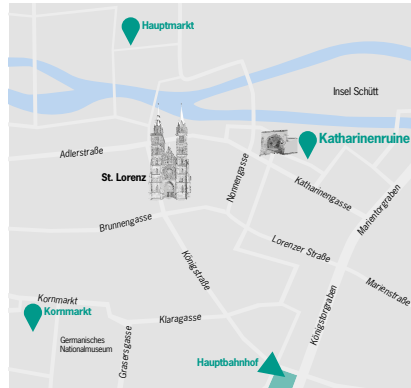 Hauptmarkt
Insel Schütt
Katharinenruine
Adlerstraße
St. Lorenz
Nonnengasse
Katharinengasse
Marientorgraben
Brunnengasse
Lorenzer Straße
Königstraße
Marienstraße
Kornmarkt
Kornmarkt
Klaragasse
Königstorgraben
Germanisches
Nationalmuseum
Grasersgasse
Hauptbahnhof